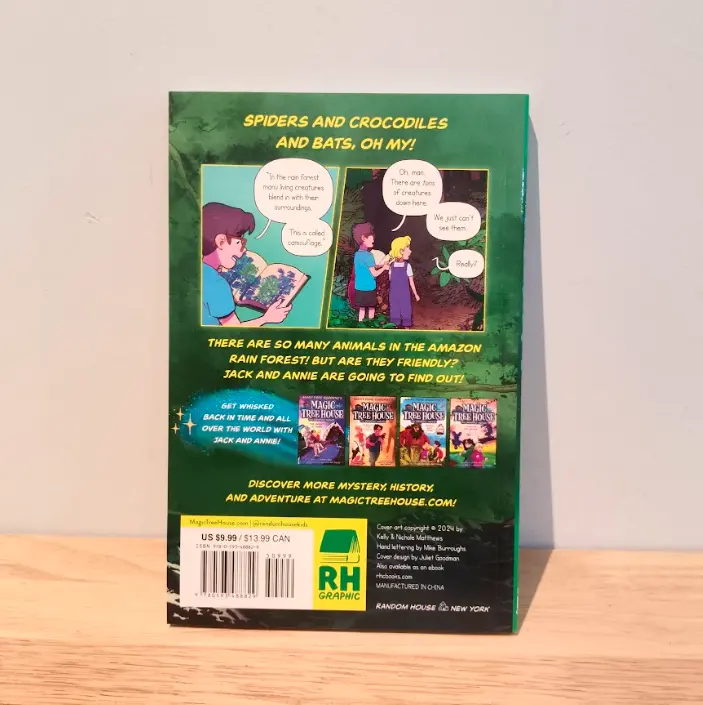 SPIDERS AND CROCODILES
AND BATS, OH MY!
"In the rain forest
many living creatures
blend in with their
surroundings.
"This is called
camouflage."
Oh, man.
There are tons
of creatures
down here.
We just can't
see them.
Really?
THERE ARE SO MANY ANIMALS IN THE AMAZON
RAIN FOREST! BUT ARE THEY FRIENDLY?
JACK AND ANNIE ARE GOING TO FIND OUT!
GET WHISKED
BACK IN TIME AND ALL
OVER THE WORLD WITH
JACK AND ANNIE!
MAGIC
TREE HOUSE
MAGIC
TREE HOUSE
MAGIC
TREE HOUSE
MAGIC
TREE HOUSE
DISCOVER MORE MYSTERY, HISTORY,
AND ADVENTURE AT MAGICTREEHOUSE.COM!
MagicTreeHouse.com | @randomhousekids
US $9.99 / $13.99 CAN
50999
RH
GRAPHIC
Cover art copyright © 2024 by
Kelly & Nichole Matthews
Hand lettering by Mike Burroughs
Cover design by Juliet Goodman
Also available as an ebook
rhcbooks.com
MANUFACTURED IN CHINA
RANDOM HOUSE NEW YORK